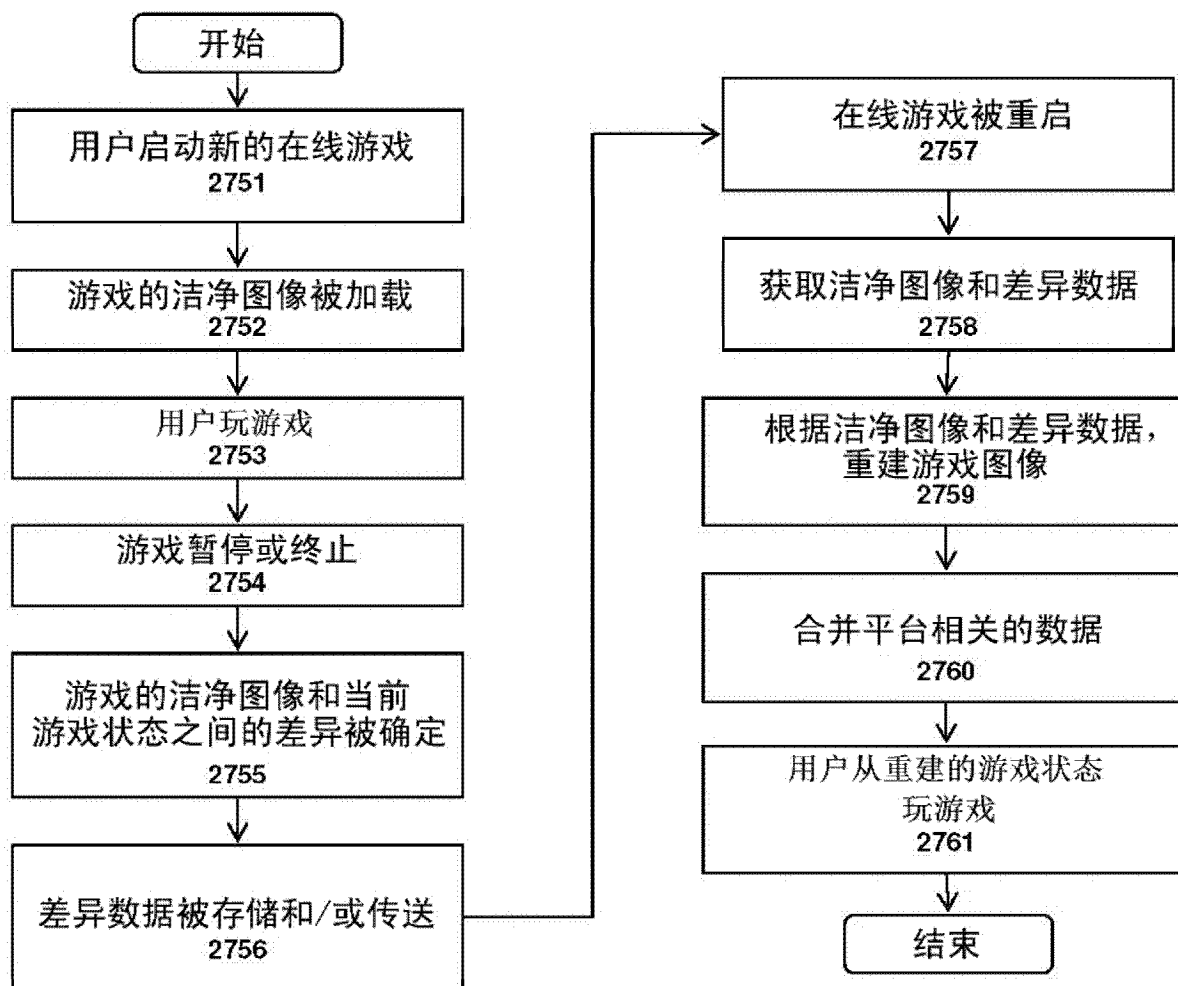 开始
用户启动新的在线游戏
2751
游戏的洁净图像被加载
2752
用户玩游戏
2753
游戏暂停或终止
2754
游戏的洁净图像和当前
游戏状态之间的差异被确定
2755
差异数据被存储和/或传送
2756
在线游戏被重启
2757
获取洁净图像和差异数据
2758
根据洁净图像和差异数据，
重建游戏图像
2759
合并平台相关的数据
2760
用户从重建的游戏状态
玩游戏
2761
结束